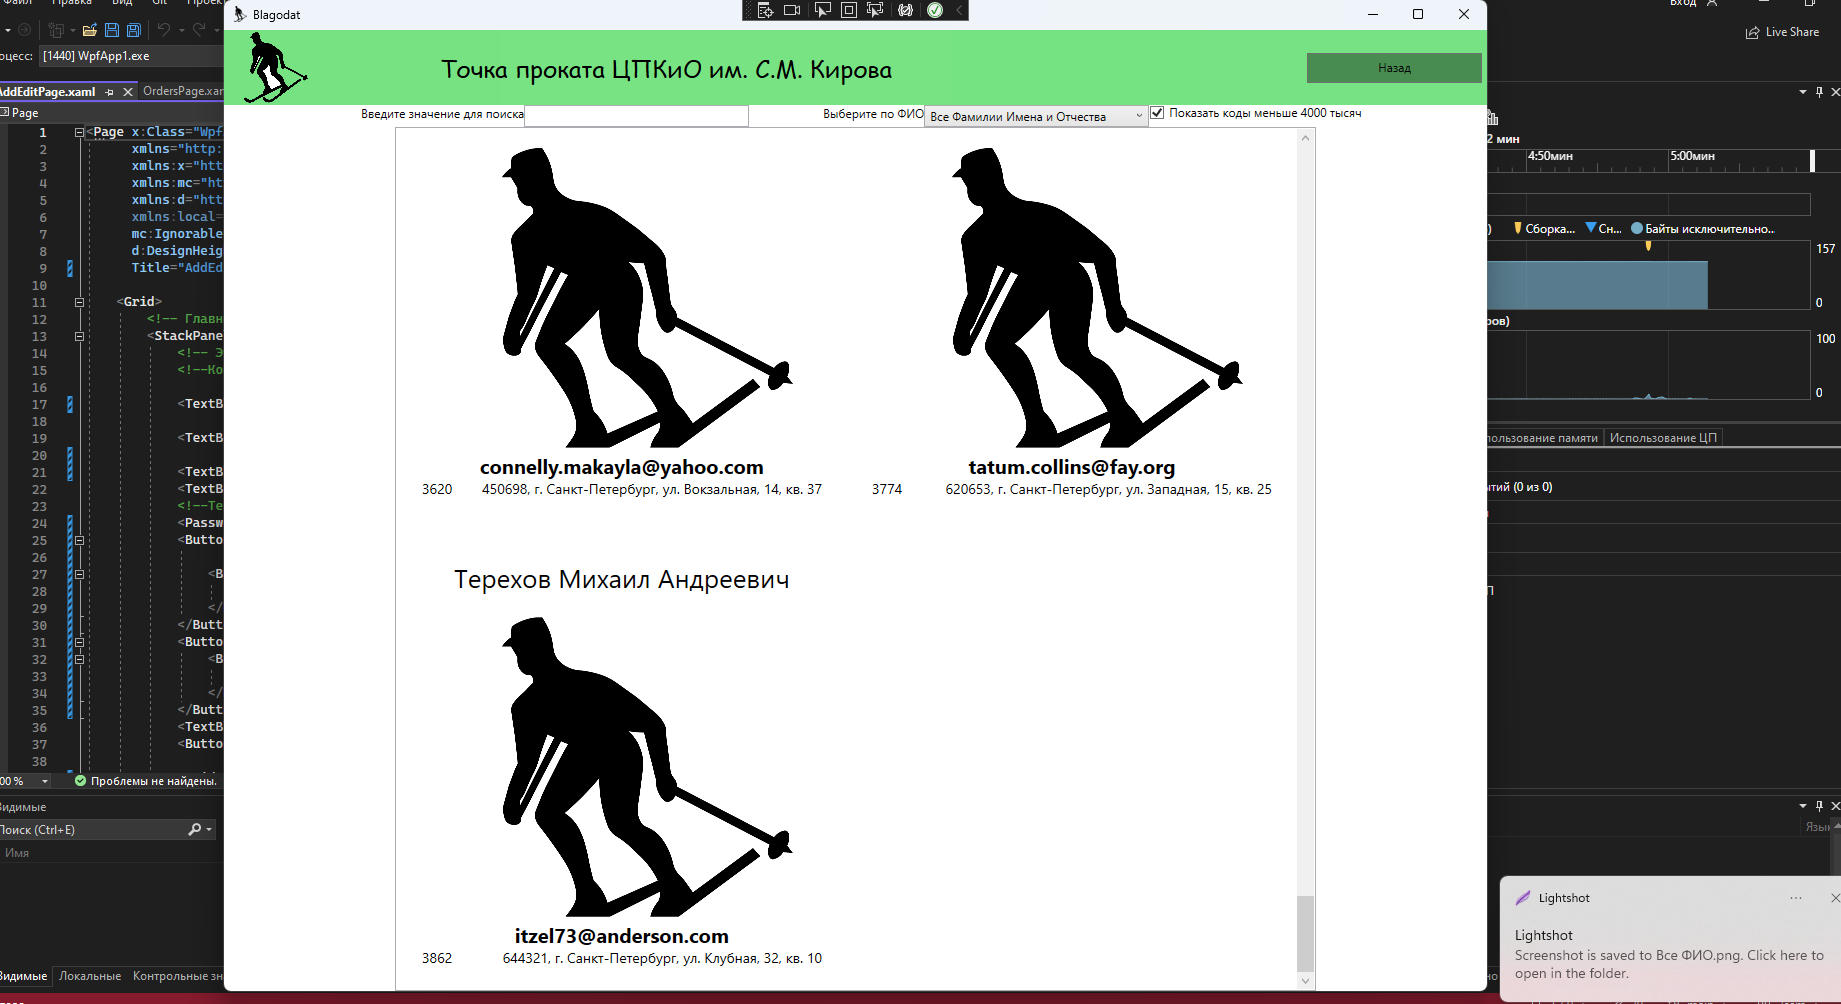 Файл Правка Вид Git Проек
Вход
Live Share
оцесс: [1440] WpfApp1.exe
AddEditPage.xaml
OrdersPage.xar
Page
Blagodat
Точка проката ЦПКиО им. С.М. Кирова
Назад
Введите значение для поиска
Выберите по ФИО
Все Фамилии Имена и Отчества
Показать коды меньше 4000 тысяч
connelly.makayla@yahoo.com
3620 450698, г. Санкт-Петербург, ул. Вокзальная, 14, кв. 37
tatum.collins@fay.org
3774 620653, г. Санкт-Петербург, ул. Западная, 15, кв. 25
Терехов Михаил Андреевич
itzel73@anderson.com
3862 644321, г. Санкт-Петербург, ул. Клубная, 32, кв. 10
1 <Page x:Class="Wpf
2 xmlns="http:
3 xmlns:x="htt
4 xmlns:mc="ht
5 xmlns:d="htt
6 xmlns:local=
7 mc:Ignorable
8 d:DesignHeig
9 Title="AddEd
10
11 <Grid>
12 <!-- Главн
13 <StackPane
14 <!-- Э
15 <!--Ко
16
17 <TextB
18
19 <TextB
20
21 <TextB
22 <TextB
23 <!--Те
24 <Passw
25 <Butto
26
27 <B
28
29 </
30 </Butt
31 <Butto
32 <B
33
34 </
35 </Butt
36 <TextB
37 <Butto
38
00 %
Проблемы не найдены.
Видимые
Поиск (Ctrl+E)
Имя
Видимые Локальные Контрольные зн
2 мин
4:50мин 5:00мин
Сборка... Сн... Байты исключительно...
157
0
ров)
100
0
пользование памяти Использование ЦП
ытий (0 из 0)
П
Язы
Lightshot
Lightshot
Screenshot is saved to Все ФИО.png. Click here to
open in the folder.